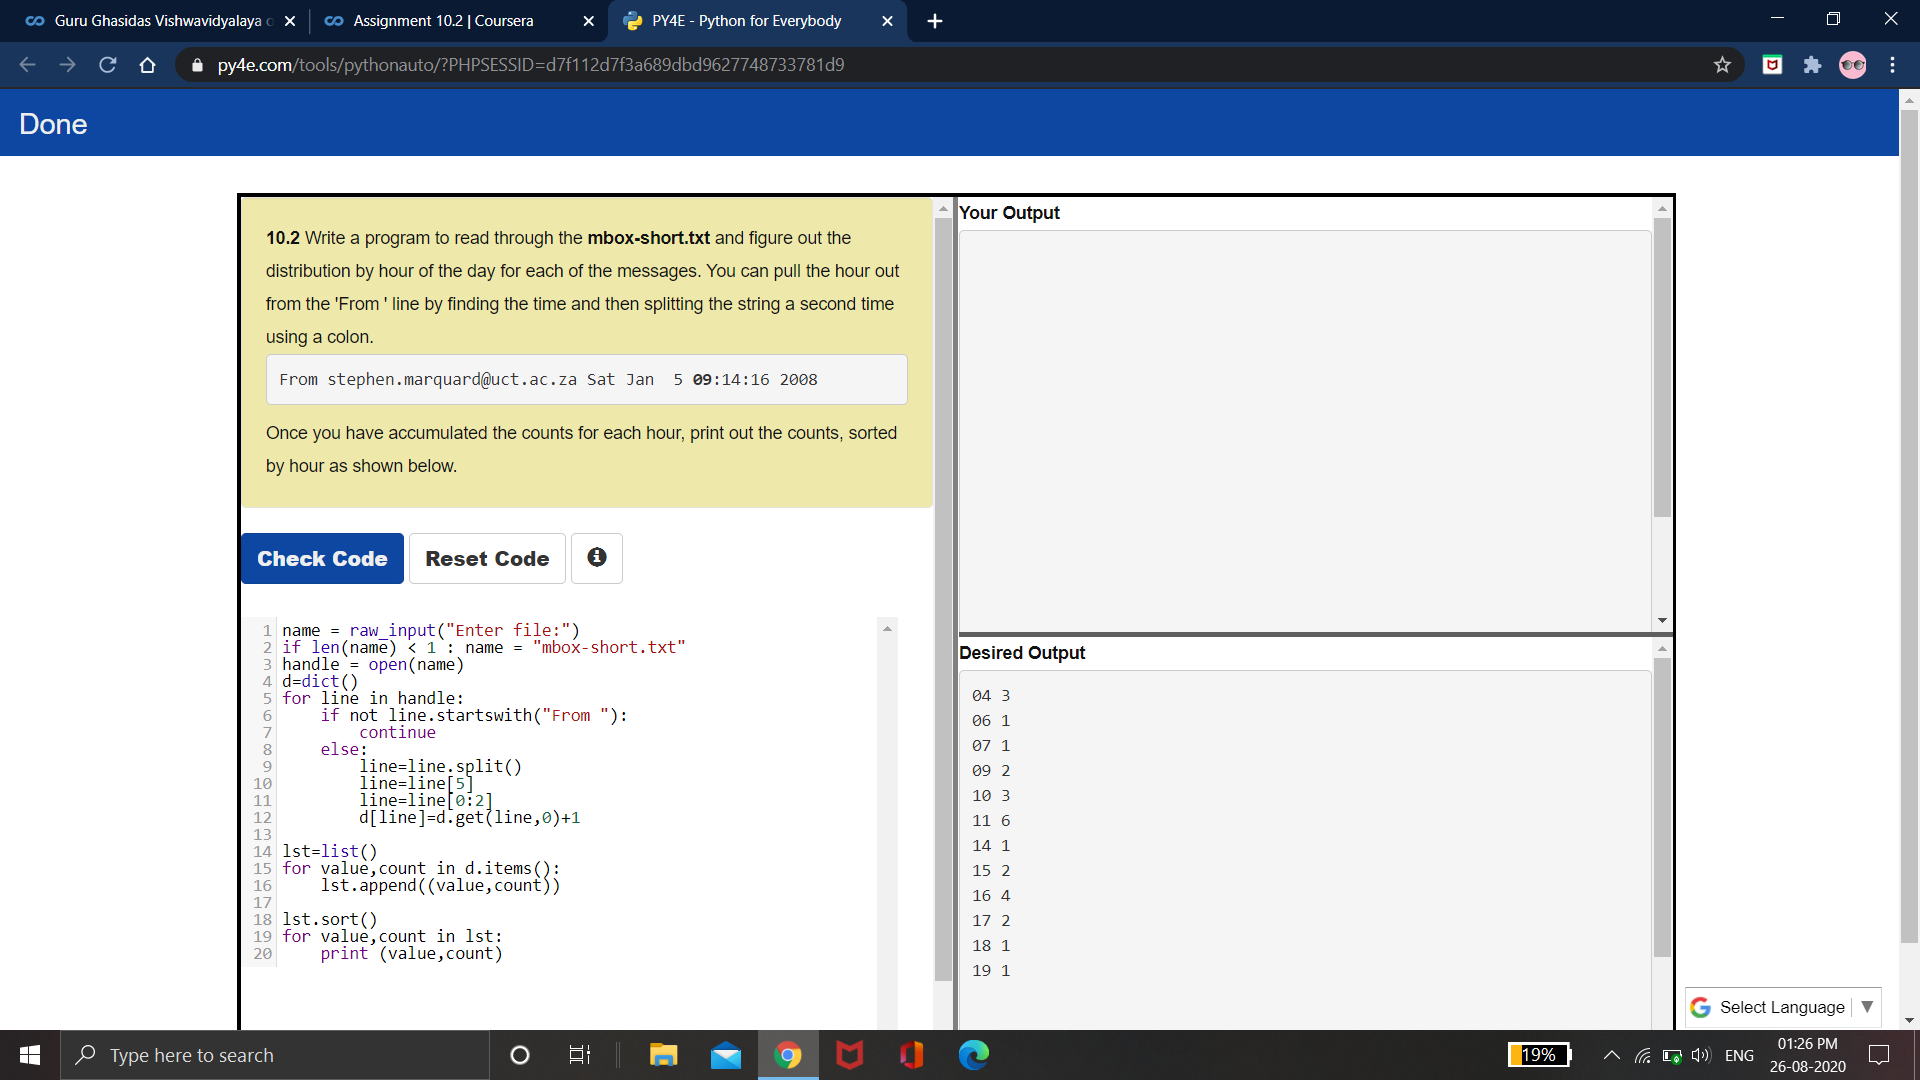 Guru Ghasidas Vishwavidyalaya
Assignment 10.2 | Coursera
PY4E - Python for Everybody
py4e.com/tools/pythonauto/?PHPSESSID=d7f112d7f3a689dbd9627748733781d9
Done
10.2 Write a program to read through the mbox-short.txt and figure out the
distribution by hour of the day for each of the messages. You can pull the hour out
from the 'From ' line by finding the time and then splitting the string a second time
using a colon.
From stephen.marquard@uct.ac.za Sat Jan  5 09:14:16 2008
Once you have accumulated the counts for each hour, print out the counts, sorted
by hour as shown below.
Check Code
Reset Code
1 name = raw_input("Enter file:")
2 if len(name) < 1 : name = "mbox-short.txt"
3 handle = open(name)
4 d=dict()
5 for line in handle:
6     if not line.startswith("From "):
7         continue
8     else:
9         line=line.split()
10         line=line[5]
11         line=line[0:2]
12         d[line]=d.get(line,0)+1
13
14 lst=list()
15 for value,count in d.items():
16     lst.append((value,count))
17
18 lst.sort()
19 for value,count in lst:
20     print (value,count)
Your Output
Desired Output
04 3
06 1
07 1
09 2
10 3
11 6
14 1
15 2
16 4
17 2
18 1
19 1
Select Language
Type here to search
19%
ENG
01:26 PM
26-08-2020